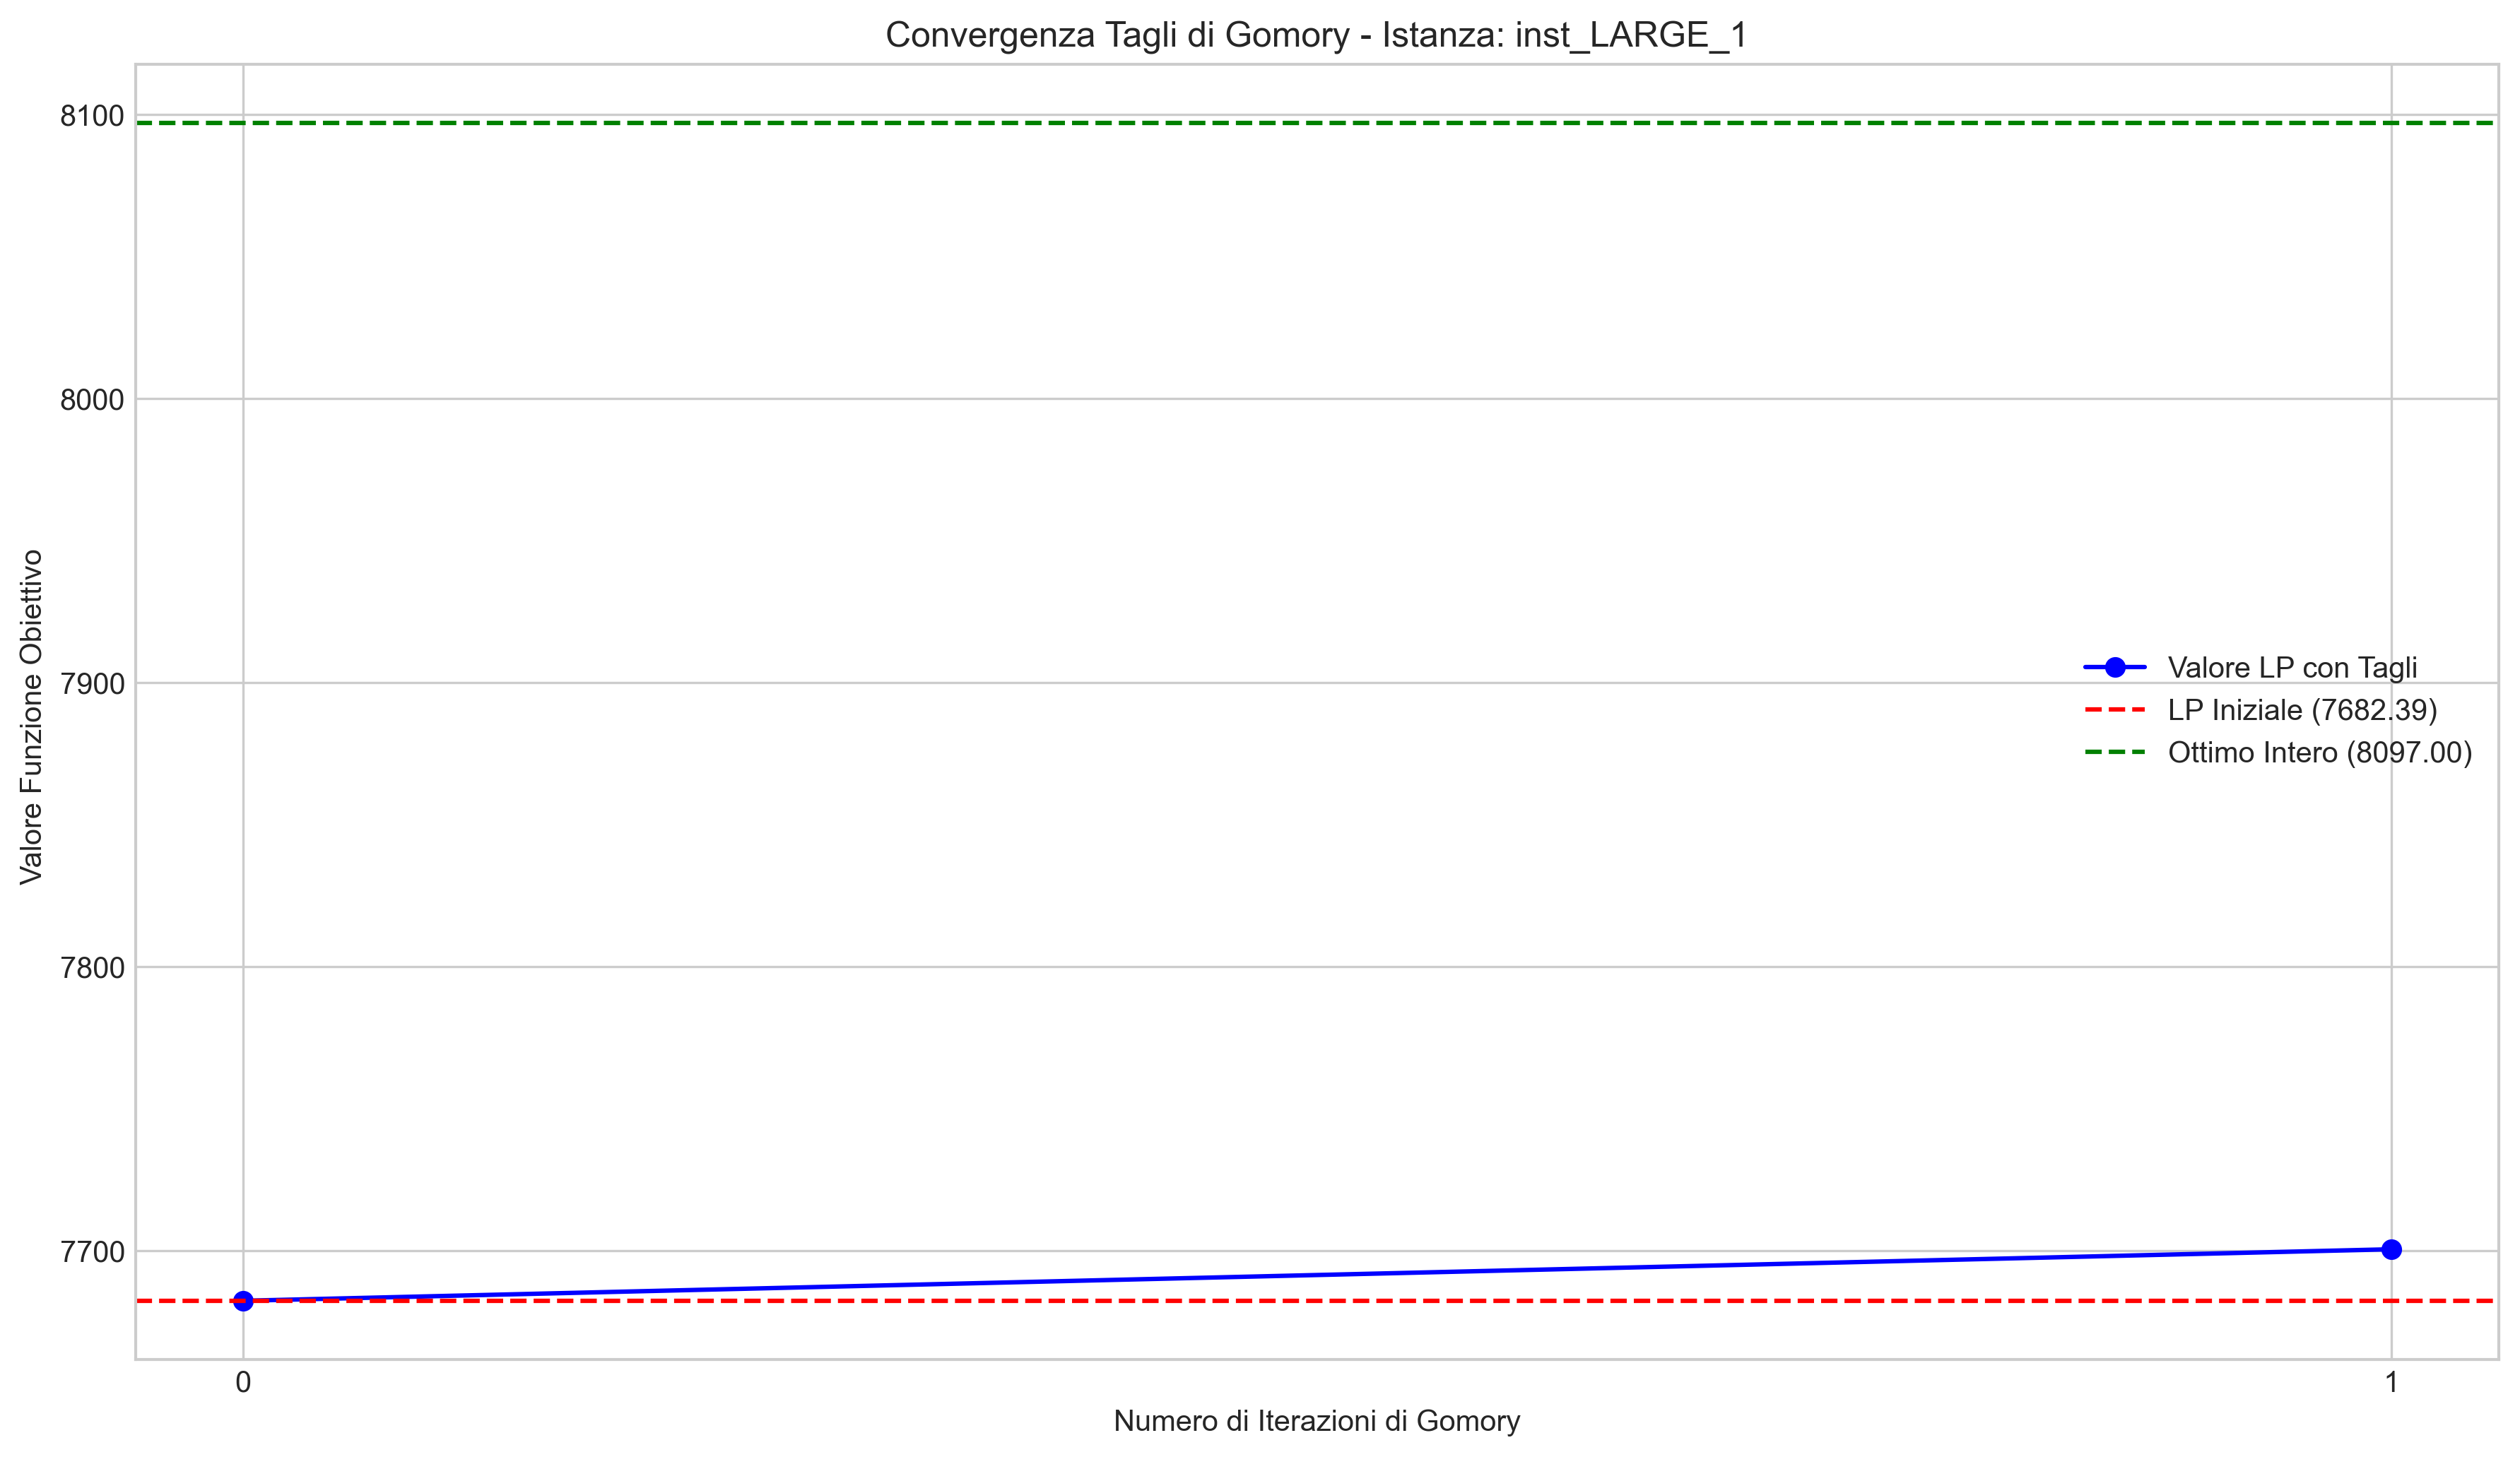 Convergenza Tagli di Gomory - Istanza: inst_LARGE_1
8100
8000
7900
7800
7700
Valore Funzione Obiettivo
Valore LP con Tagli
LP Iniziale (7682.39)
Ottimo Intero (8097.00)
0
1
Numero di Iterazioni di Gomory